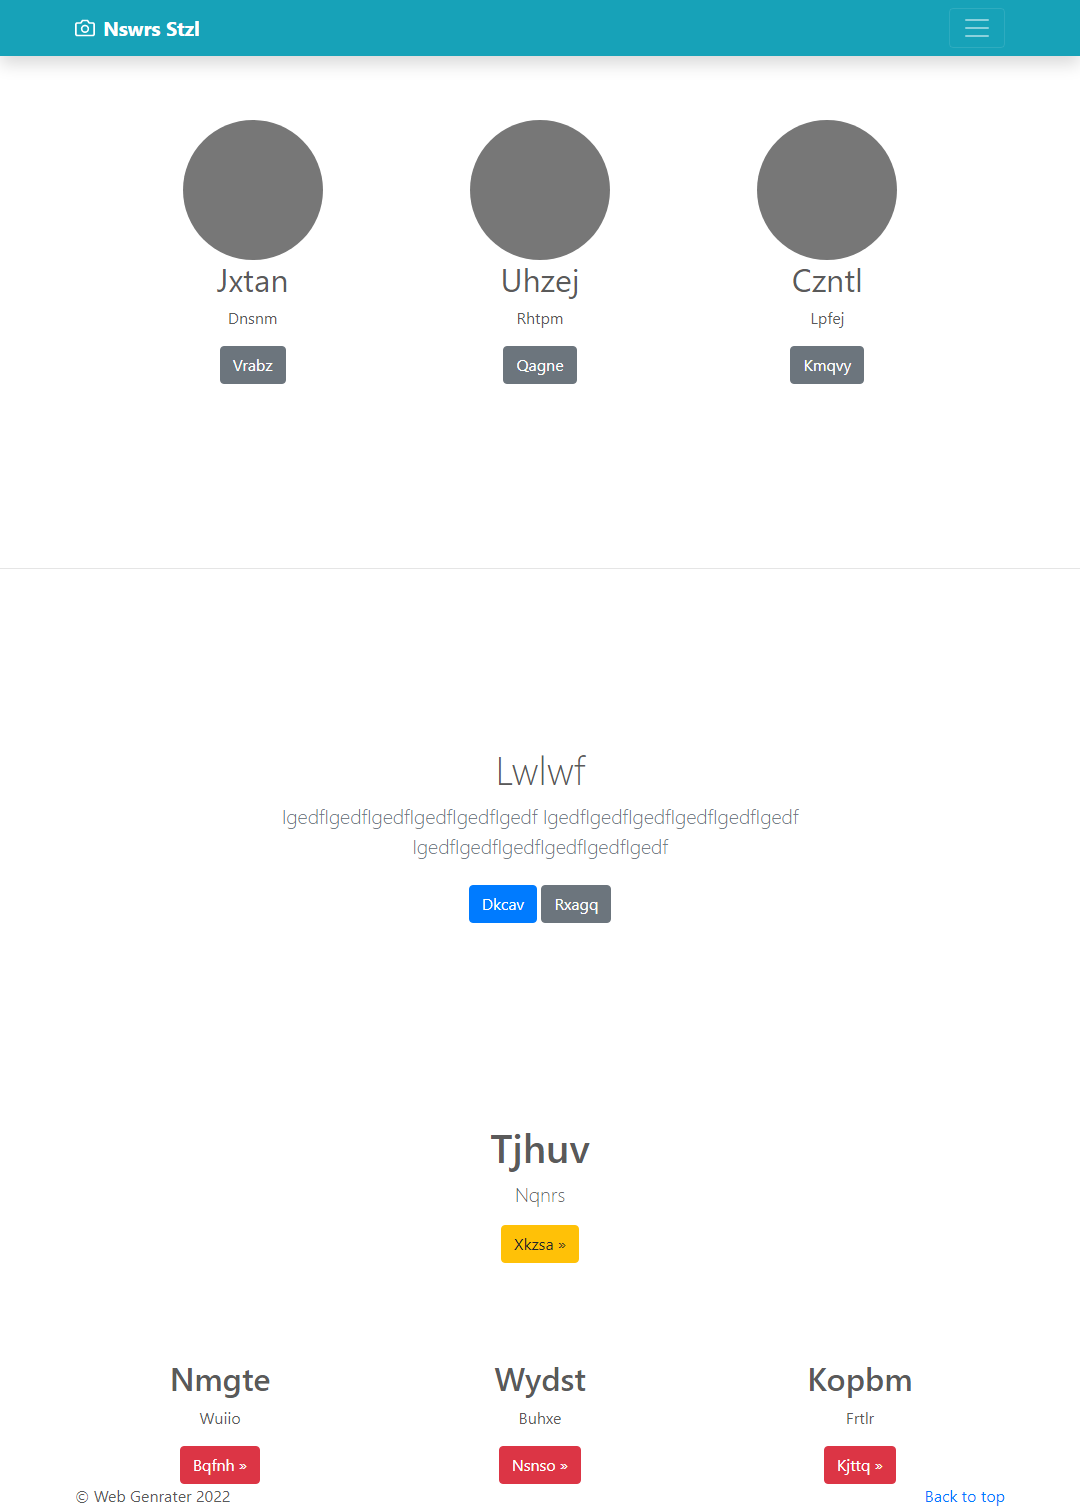 Nswrs Stzl
Jxtan
Uhzej
Czntl
Dnsnm
Rhtpm
Lpfej
Vrabz
Qagne
Kmqvy
Lwlwf
lgedflgedflgedflgedflgedflgedf lgedflgedflgedflgedflgedflgedf
lgedflgedflgedflgedflgedflgedf
Dkcav
Rxagq
Tjhuv
Nqnrs
Xkzsa »
Nmgte
Wydst
Kopbm
Wuiio
Buhxe
Frtlr
Bqfnh »
Nsnso »
Kjttq »
© Web Genrater 2022
Back to top